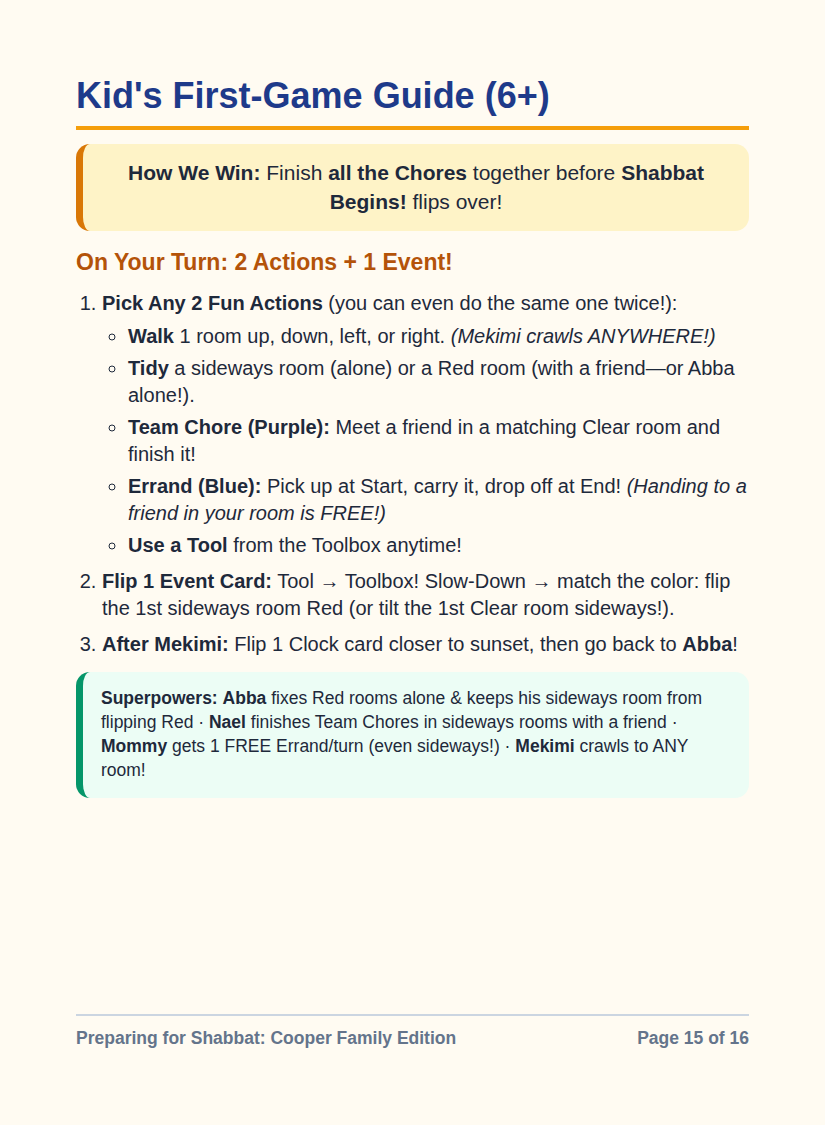 Kid's First-Game Guide (6+)
How We Win: Finish all the Chores together before Shabbat
Begins! flips over!
On Your Turn: 2 Actions + 1 Event!
1. Pick Any 2 Fun Actions (you can even do the same one twice!):
◦ Walk 1 room up, down, left, or right. (Mekimi crawls ANYWHERE!)
◦ Tidy a sideways room (alone) or a Red room (with a friend—or Abba
alone!).
◦ Team Chore (Purple): Meet a friend in a matching Clear room and
finish it!
◦ Errand (Blue): Pick up at Start, carry it, drop off at End! (Handing to a
friend in your room is FREE!)
◦ Use a Tool from the Toolbox anytime!
2. Flip 1 Event Card: Tool → Toolbox! Slow-Down → match the color: flip
the 1st sideways room Red (or tilt the 1st Clear room sideways!).
3. After Mekimi: Flip 1 Clock card closer to sunset, then go back to Abba!
Superpowers: Abba fixes Red rooms alone & keeps his sideways room from
flipping Red · Nael finishes Team Chores in sideways rooms with a friend ·
Mommy gets 1 FREE Errand/turn (even sideways!) · Mekimi crawls to ANY
room!
Preparing for Shabbat: Cooper Family Edition
Page 15 of 16